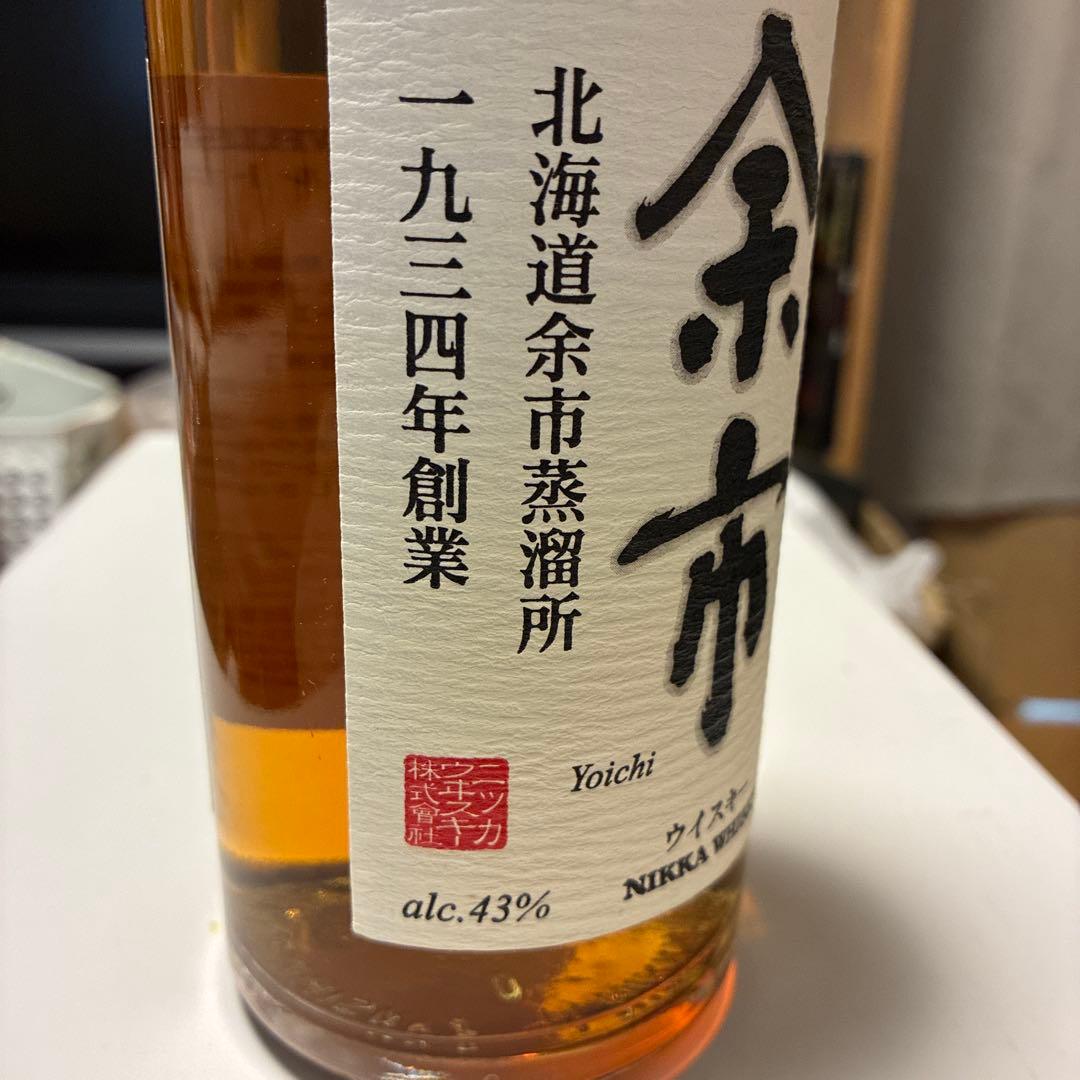 余市
北海道余市蒸溜所
一九三四年創業
Yoichi
ウイスキー
NIKKA
ニッカ
ウヰスキー
株式會社
alc.43%